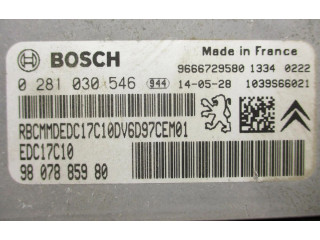 BOSCH
Made in France
9666729580 1334 0222
0 281 030 546 944 14-05-28 1039S66021
RBCMMDEDC17C10DV6D97CEM01
EDC17C10
98 078 859 80